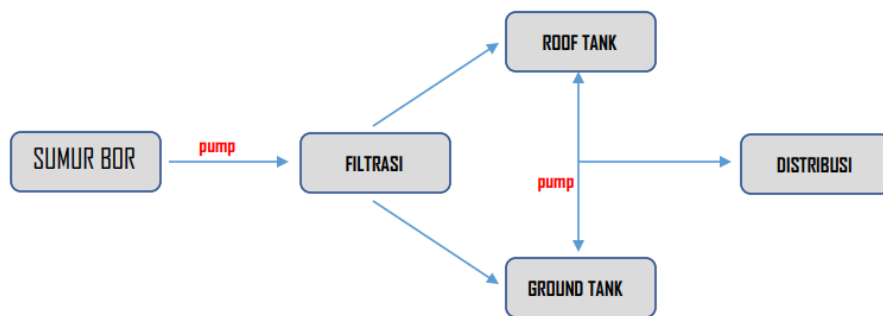 ROOF TANK
SUMUR BOR
pump
FILTRASI
pump
DISTRIBUSI
GROUND TANK